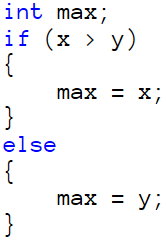 int max;
if (x > y)
{
    max = x;
}
else
{
    max = y;
}